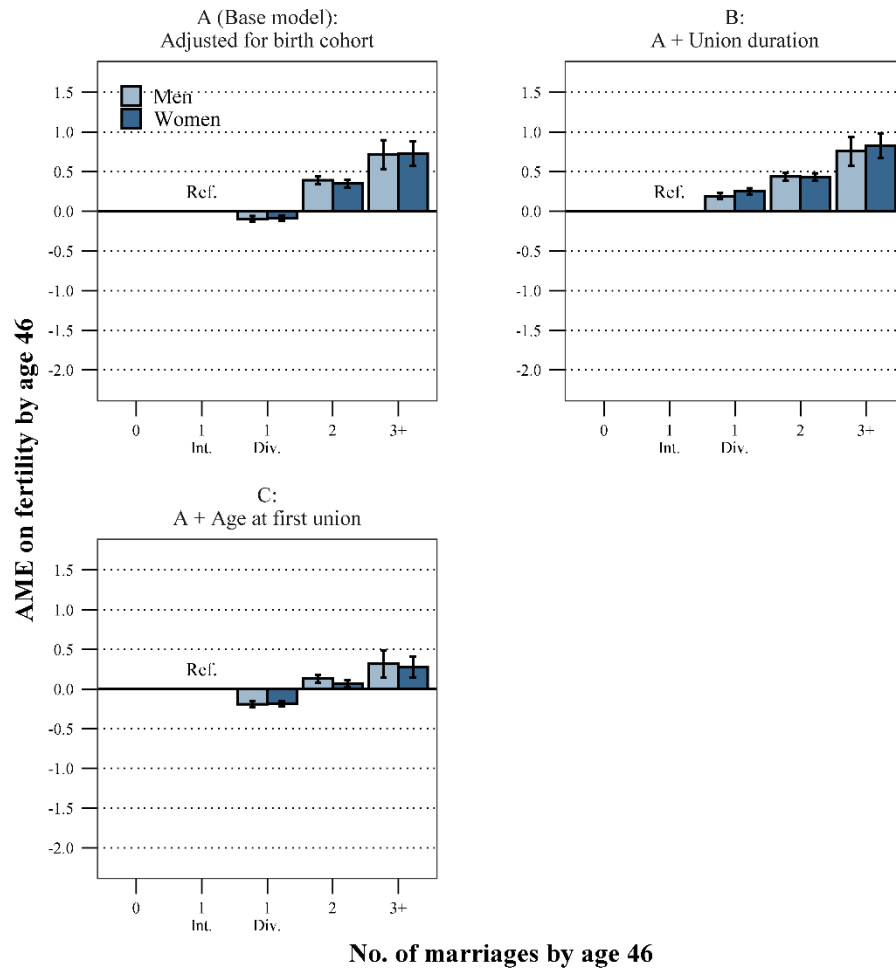 A (Base model):
Adjusted for birth cohort
Men
Women
Ref.
1.5
1.0
0.5
0.0
-0.5
-1.0
-1.5
-2.0
0
1
Int.
1
Div.
2
3+
B:
A + Union duration
Ref.
1.5
1.0
0.5
0.0
-0.5
-1.0
-1.5
-2.0
0
1
Int.
1
Div.
2
3+
C:
A + Age at first union
Ref.
1.5
1.0
0.5
0.0
-0.5
-1.0
-1.5
-2.0
0
1
Int.
1
Div.
2
3+
AME on fertility by age 46
No. of marriages by age 46